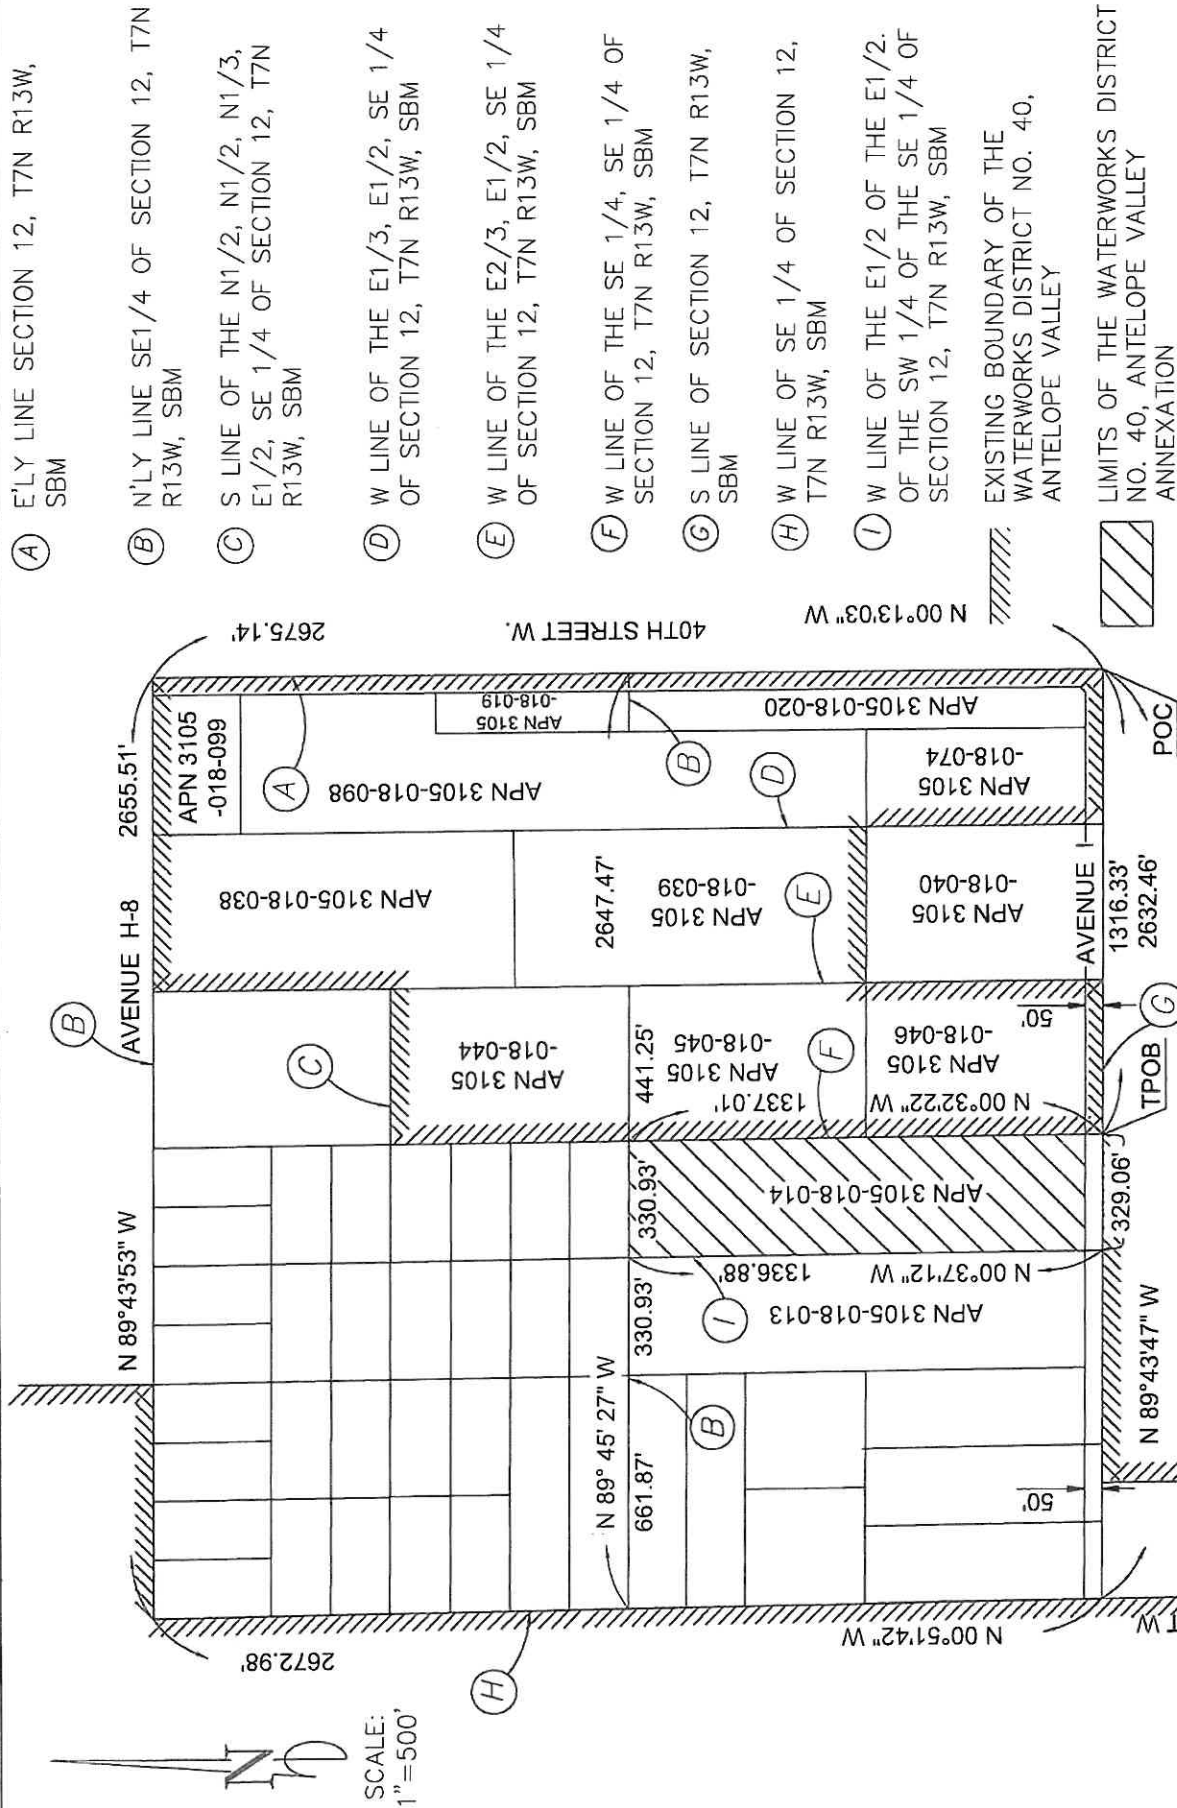 SCALE:
1"=500'
2672.98'
N 89°43'53" W
B
AVENUE H-8
2655.51'
2675.14'
APN 3105
-018-099
A
APN 3105-018-098
APN 3105
-018-019
40TH STREET W.
APN 3105-018-038
C
APN 3105
-018-044
2647.47'
APN 3105
-018-039
E
D
B
APN 3105-018-020
N 00°13'03" W
H
N 89° 45' 27" W
661.87'
B
330.93'
I
330.93'
441.25'
APN 3105
-018-045
1337.01'
F
1336.88'
N 00°37'12" W
APN 3105-018-013
APN 3105-018-014
N 00°32'22" W
APN 3105
-018-046
APN 3105
-018-040
APN 3105
-018-074
N 00°51'42" W
50'
50'
AVENUE I
N 89°43'47" W
329.06'
TPOB
G
1316.33'
2632.46'
POC
T W
A
E'LY LINE SECTION 12, T7N R13W,
SBM
B
N'LY LINE SE1/4 OF SECTION 12, T7N
R13W, SBM
C
S LINE OF THE N1/2, N1/2, N1/3,
E1/2, SE 1/4 OF SECTION 12, T7N
R13W, SBM
D
W LINE OF THE E1/3, E1/2, SE 1/4
OF SECTION 12, T7N R13W, SBM
E
W LINE OF THE E2/3, E1/2, SE 1/4
OF SECTION 12, T7N R13W, SBM
F
W LINE OF THE SE 1/4, SE 1/4 OF
SECTION 12, T7N R13W, SBM
G
S LINE OF SECTION 12, T7N R13W,
SBM
H
W LINE OF SE 1/4 OF SECTION 12,
T7N R13W, SBM
I
W LINE OF THE E1/2 OF THE E1/2.
OF THE SW 1/4 OF THE SE 1/4 OF
SECTION 12, T7N R13W, SBM
EXISTING BOUNDARY OF THE
WATERWORKS DISTRICT NO. 40,
ANTELOPE VALLEY
LIMITS OF THE WATERWORKS DISTRICT
NO. 40, ANTELOPE VALLEY
ANNEXATION